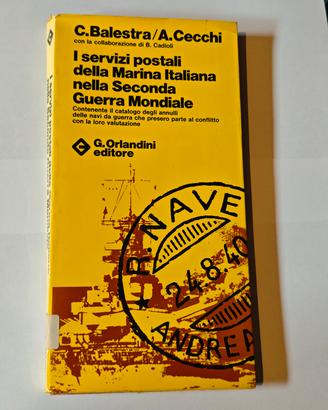 C.Balestra/A.Cecchi
con la collaborazione di B. Cadioli
I servizi postali
della Marina Italiana
nella Seconda
Guerra Mondiale
Contenente il catalogo degli annulli
delle navi da guerra che presero parte al conflitto
con la loro valutazione
G. Orlandini
editore
R. NAVE
24·8·40
ANDREA